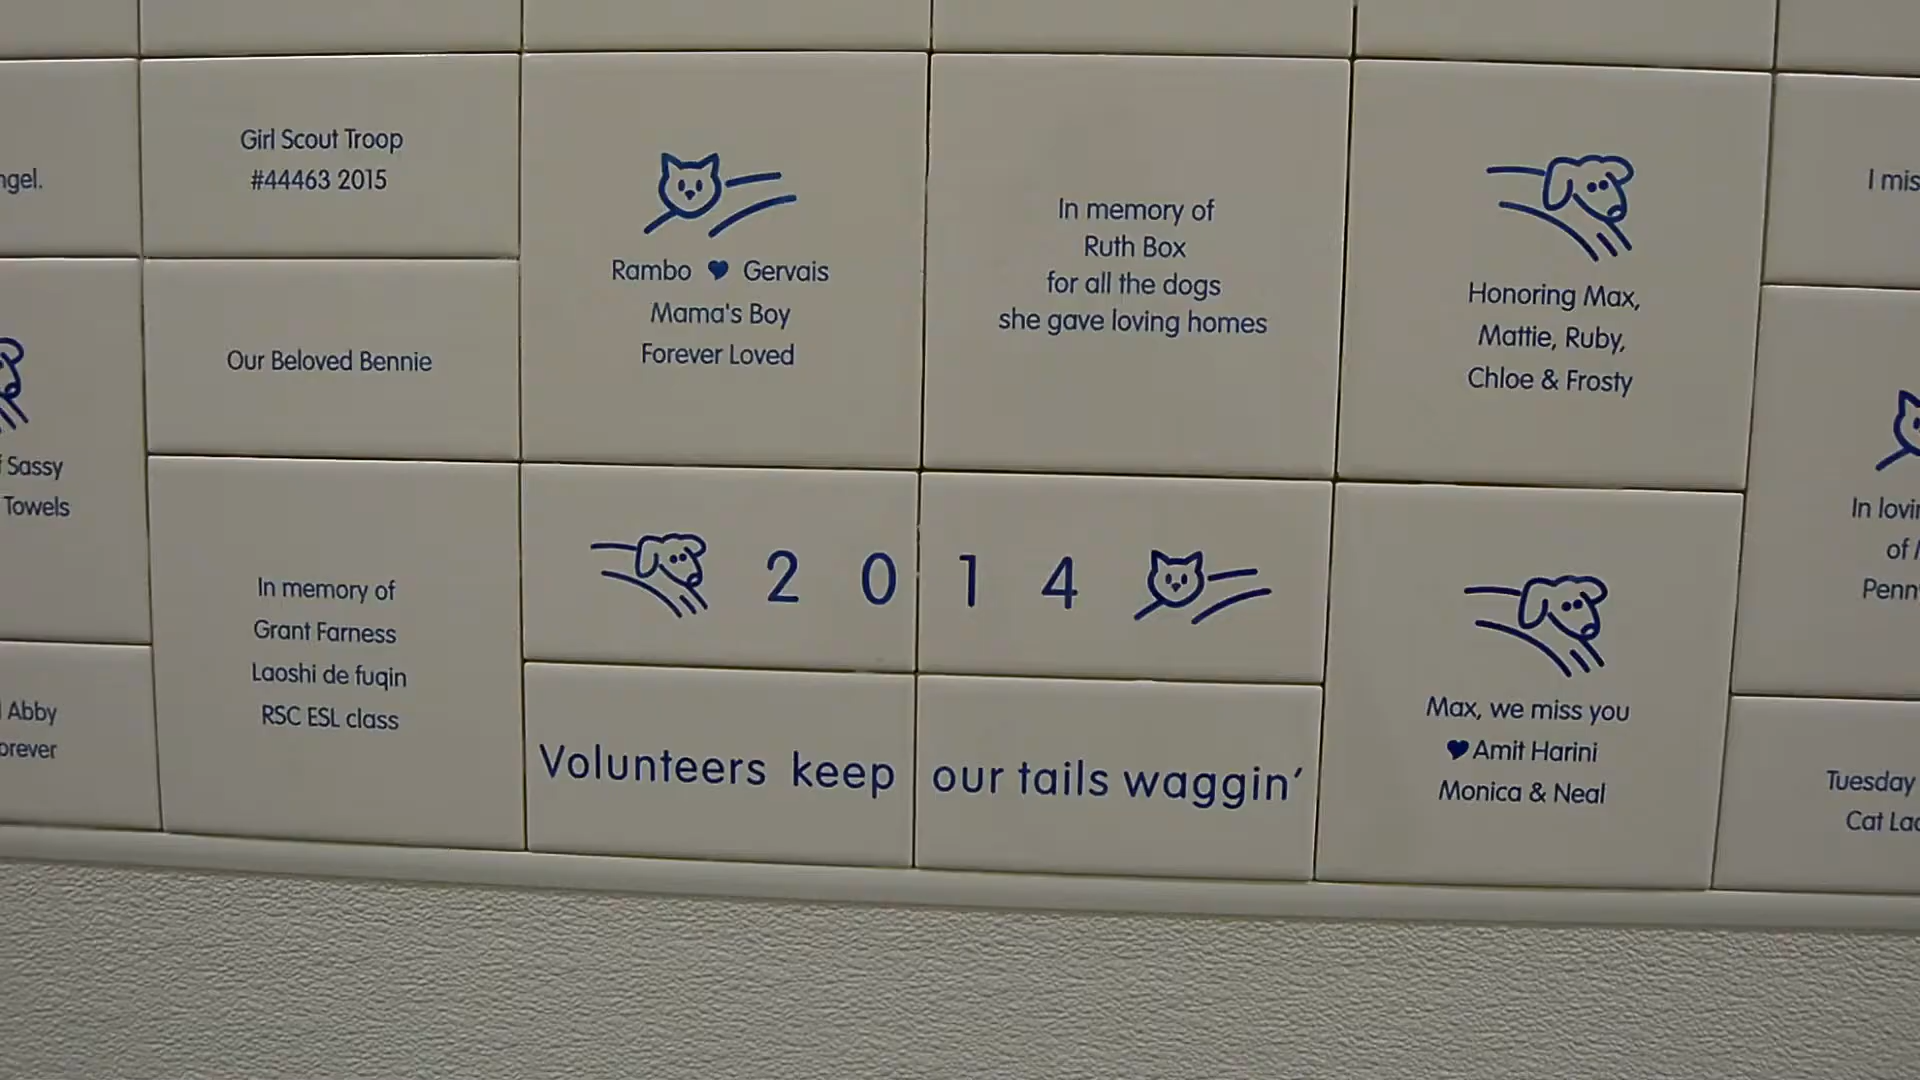 ngel.
Sassy
Towels
Abby
orever
Girl Scout Troop
#44463 2015
Our Beloved Bennie
In memory of
Grant Farness
Laoshi de fuqin
RSC ESL class
Rambo ♥ Gervais
Mama's Boy
Forever Loved
In memory of
Ruth Box
for all the dogs
she gave loving homes
2 0 1 4
Volunteers keep our tails waggin'
Honoring Max,
Mattie, Ruby,
Chloe & Frosty
Max, we miss you
♥ Amit Harini
Monica & Neal
I mis
In lovin
of
Penny
Tuesday
Cat Lad